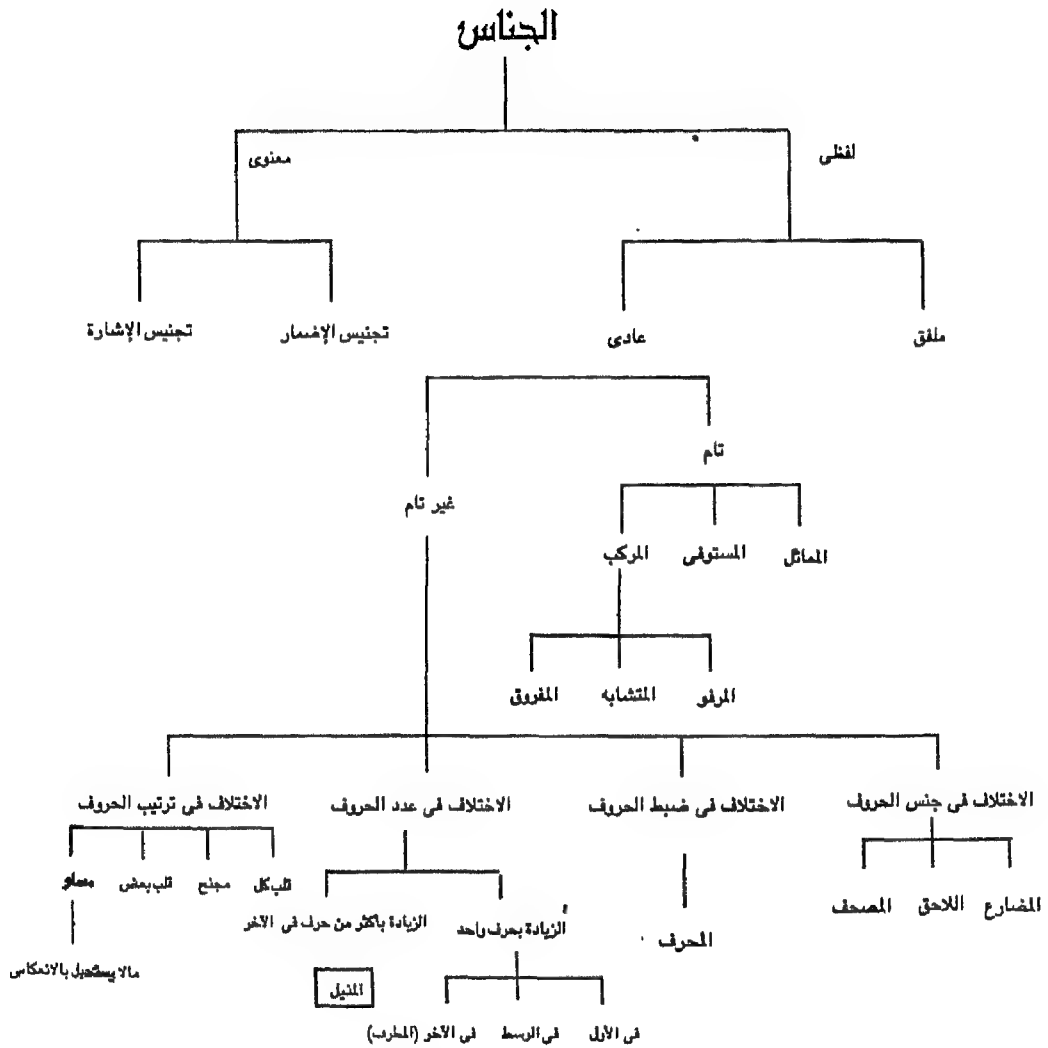 الجناس
لفظى
معنوى
ملفق
عادى
تجنيس الإضمار
تجنيس الإشارة
تام
غير تام
المماثل
المستوفى
المركب
المرفو
المتشابه
المفروق
الاختلاف فى جنس الحروف
الاختلاف فى ضبط الحروف
الاختلاف فى عدد الحروف
الاختلاف فى ترتيب الحروف
المضارع
اللاحق
المصحف
المحرف
الزيادة بحرف واحد
الزيادة بأكثر من حرف فى الآخر
قلب كل
مجنح
قلب بعض
فى الأول
فى الوسط
فى الآخر (المطرف)
المذيل
مالا يستحيل بالانعكاس